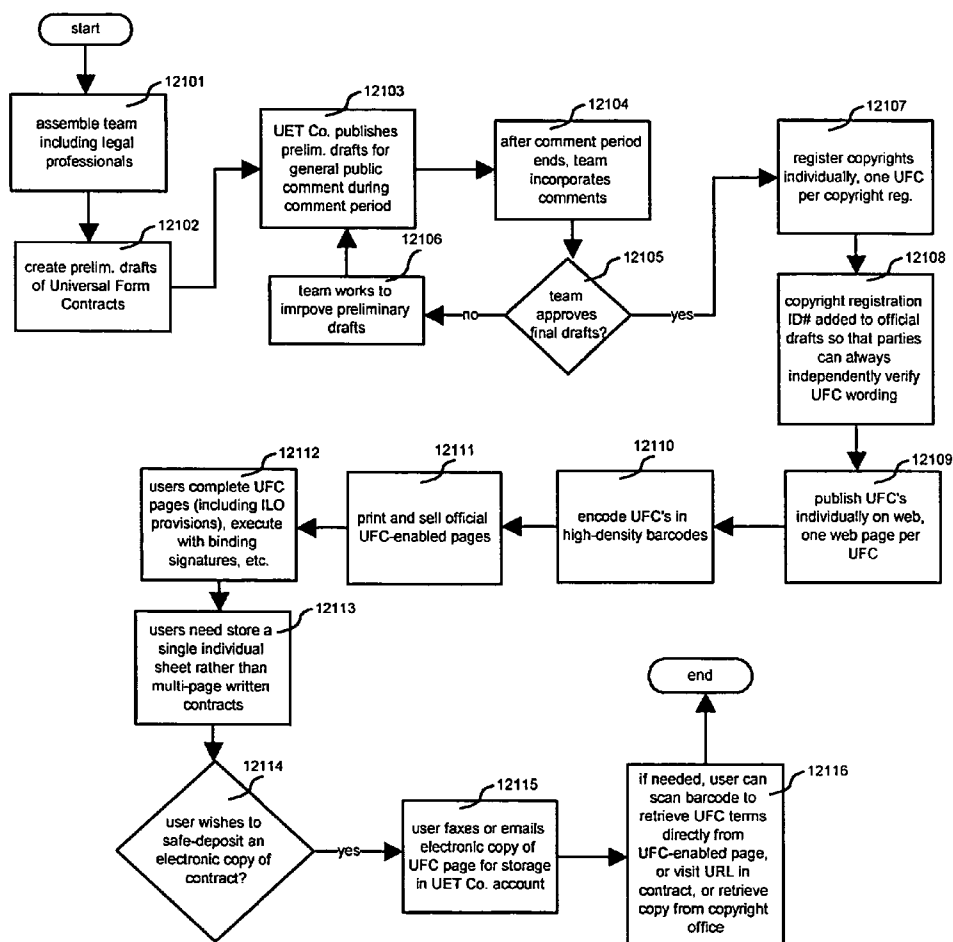 start
12101
assemble team
including legal
professionals
12102
create prelim. drafts
of Universal Form
Contracts
12103
UET Co. publishes
prelim. drafts for
general public
comment during
comment period
12104
after comment period
ends, team
incorporates
comments
12105
team
approves
final drafts?
no
yes
12106
team works to
imrpove preliminary
drafts
12107
register copyrights
individually, one UFC
per copyright reg.
12108
copyright registration
ID# added to official
drafts so that parties
can always
independently verify
UFC wording
12109
publish UFC's
individually on web,
one web page per
UFC
12110
encode UFC's in
high-density barcodes
12111
print and sell official
UFC-enabled pages
12112
users complete UFC
pages (including ILO
provisions), execute
with binding
signatures, etc.
12113
users need store a
single individual
sheet rather than
multi-page written
contracts
12114
user wishes to
safe-deposit an
electronic copy of
contract?
yes
12115
user faxes or emails
electronic copy of
UFC page for storage
in UET Co. account
12116
if needed, user can
scan barcode to
retrieve UFC terms
directly from
UFC-enabled page,
or visit URL in
contract, or retrieve
copy from copyright
office
end